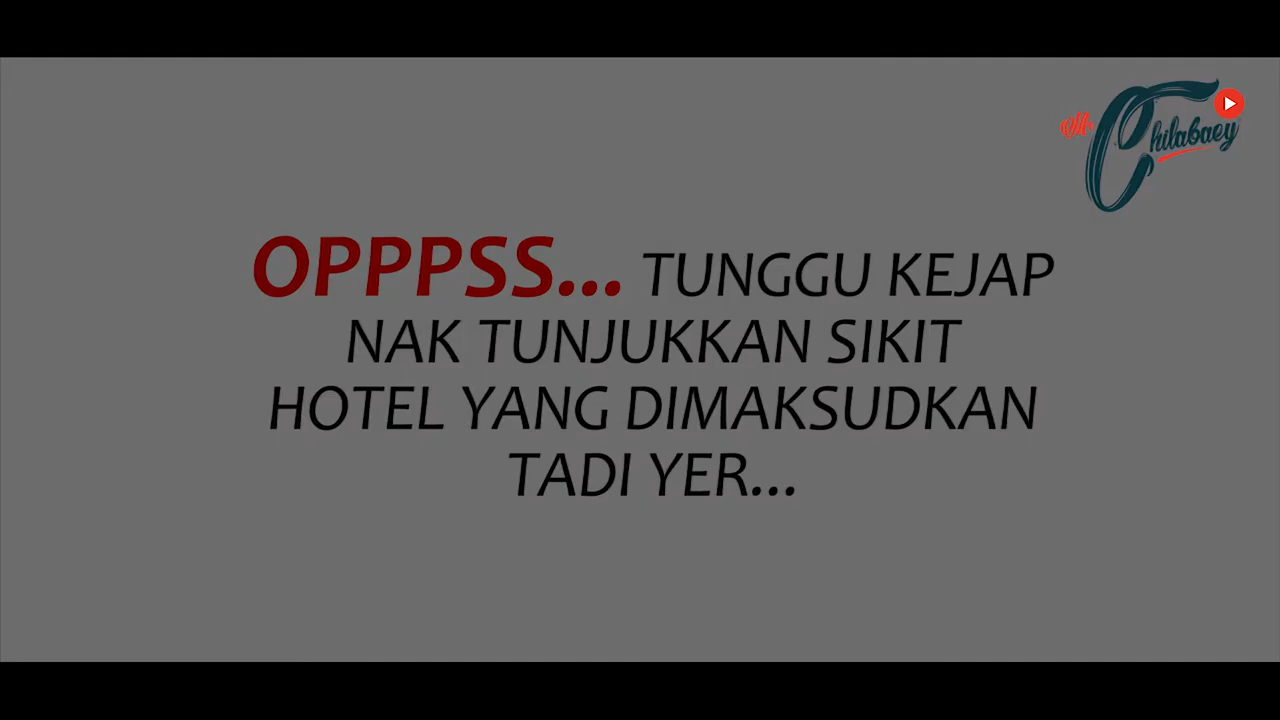 Chilabaey
OPPPSS... TUNGGU KEJAP
NAK TUNJUKKAN SIKIT
HOTEL YANG DIMAKSUDKAN
TADI YER...